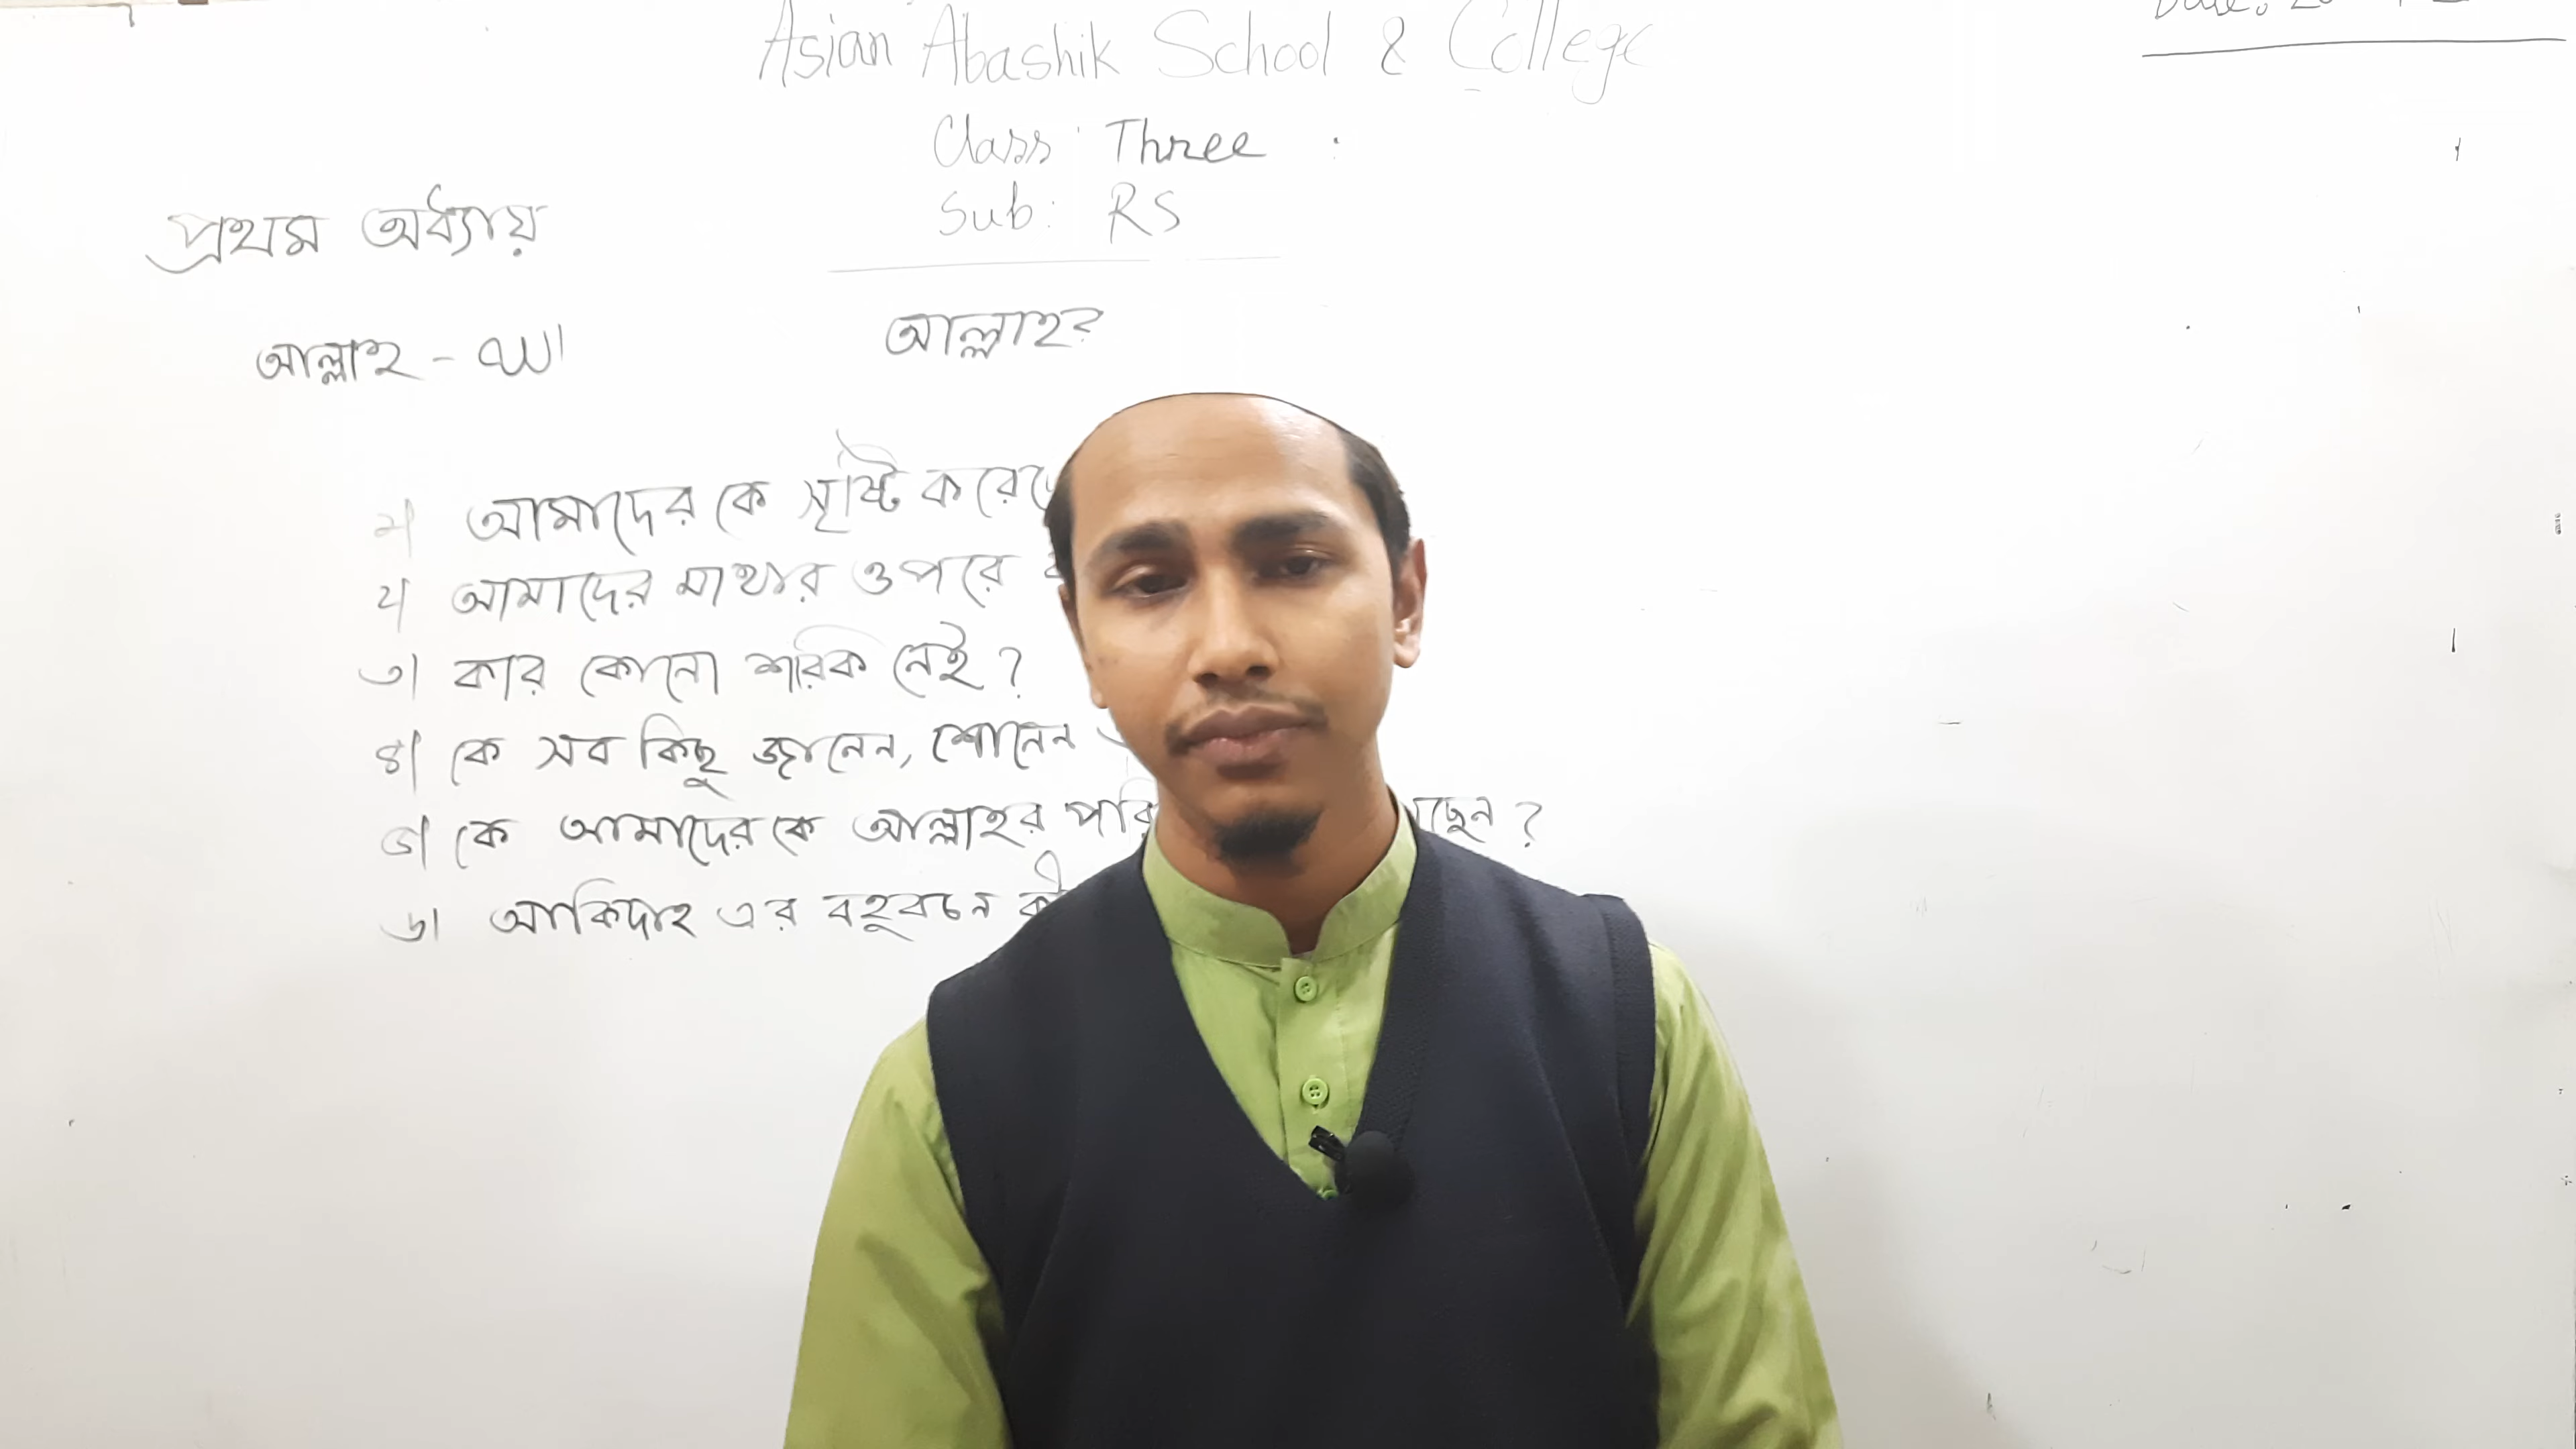 Asian Abashik School & College
Class : Three
Sub: RS
প্রথম অধ্যায়
আল্লাহ - الله
আল্লাহর
১। আমাদের কে সৃষ্টি
২। আমাদের মাথার ওপরে
৩। কার কোনো শরিক নেই?
৪। কে সব কিছু জানেন, শোনেন
৫। কে আমাদেরকে আল্লাহর ?
৬। আকিদাহ এর বহুবচন